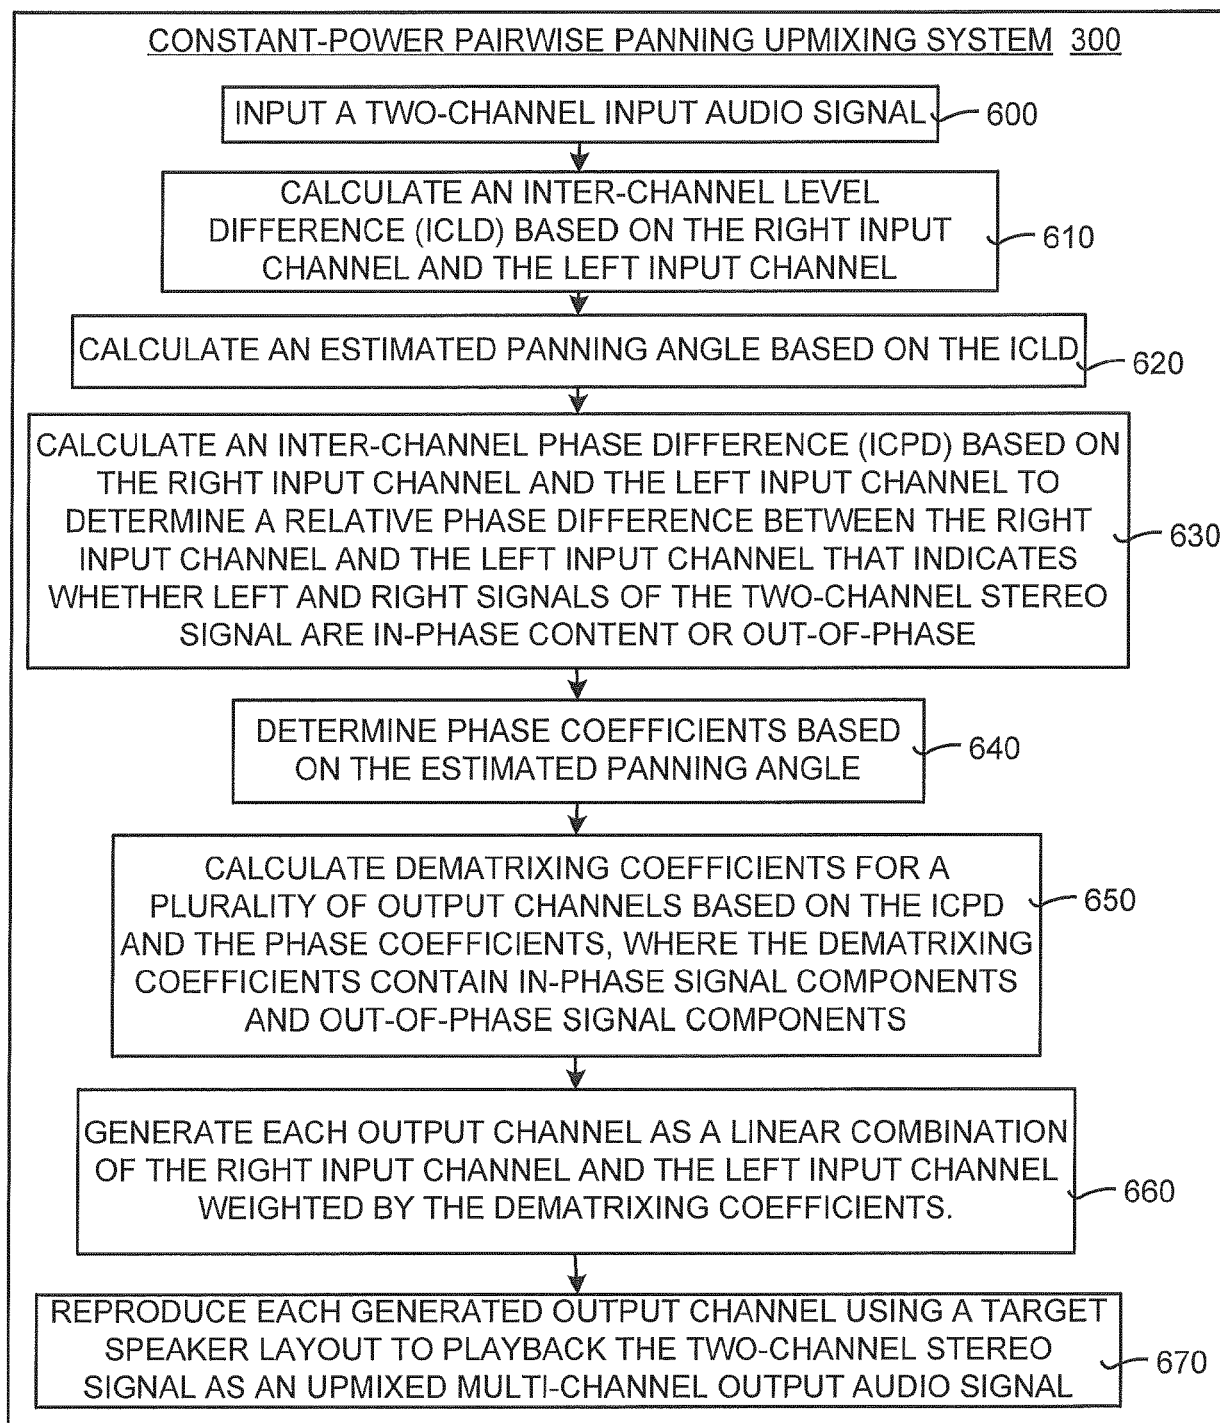 CONSTANT-POWER PAIRWISE PANNING UPMIXING SYSTEM 300
INPUT A TWO-CHANNEL INPUT AUDIO SIGNAL
600
CALCULATE AN INTER-CHANNEL LEVEL
DIFFERENCE (ICLD) BASED ON THE RIGHT INPUT
CHANNEL AND THE LEFT INPUT CHANNEL
610
CALCULATE AN ESTIMATED PANNING ANGLE BASED ON THE ICLD
620
CALCULATE AN INTER-CHANNEL PHASE DIFFERENCE (ICPD) BASED ON
THE RIGHT INPUT CHANNEL AND THE LEFT INPUT CHANNEL TO
DETERMINE A RELATIVE PHASE DIFFERENCE BETWEEN THE RIGHT
INPUT CHANNEL AND THE LEFT INPUT CHANNEL THAT INDICATES
WHETHER LEFT AND RIGHT SIGNALS OF THE TWO-CHANNEL STEREO
SIGNAL ARE IN-PHASE CONTENT OR OUT-OF-PHASE
630
DETERMINE PHASE COEFFICIENTS BASED
ON THE ESTIMATED PANNING ANGLE
640
CALCULATE DEMATRIXING COEFFICIENTS FOR A
PLURALITY OF OUTPUT CHANNELS BASED ON THE ICPD
AND THE PHASE COEFFICIENTS, WHERE THE DEMATRIXING
COEFFICIENTS CONTAIN IN-PHASE SIGNAL COMPONENTS
AND OUT-OF-PHASE SIGNAL COMPONENTS
650
GENERATE EACH OUTPUT CHANNEL AS A LINEAR COMBINATION
OF THE RIGHT INPUT CHANNEL AND THE LEFT INPUT CHANNEL
WEIGHTED BY THE DEMATRIXING COEFFICIENTS.
660
REPRODUCE EACH GENERATED OUTPUT CHANNEL USING A TARGET
SPEAKER LAYOUT TO PLAYBACK THE TWO-CHANNEL STEREO
SIGNAL AS AN UPMIXED MULTI-CHANNEL OUTPUT AUDIO SIGNAL
670